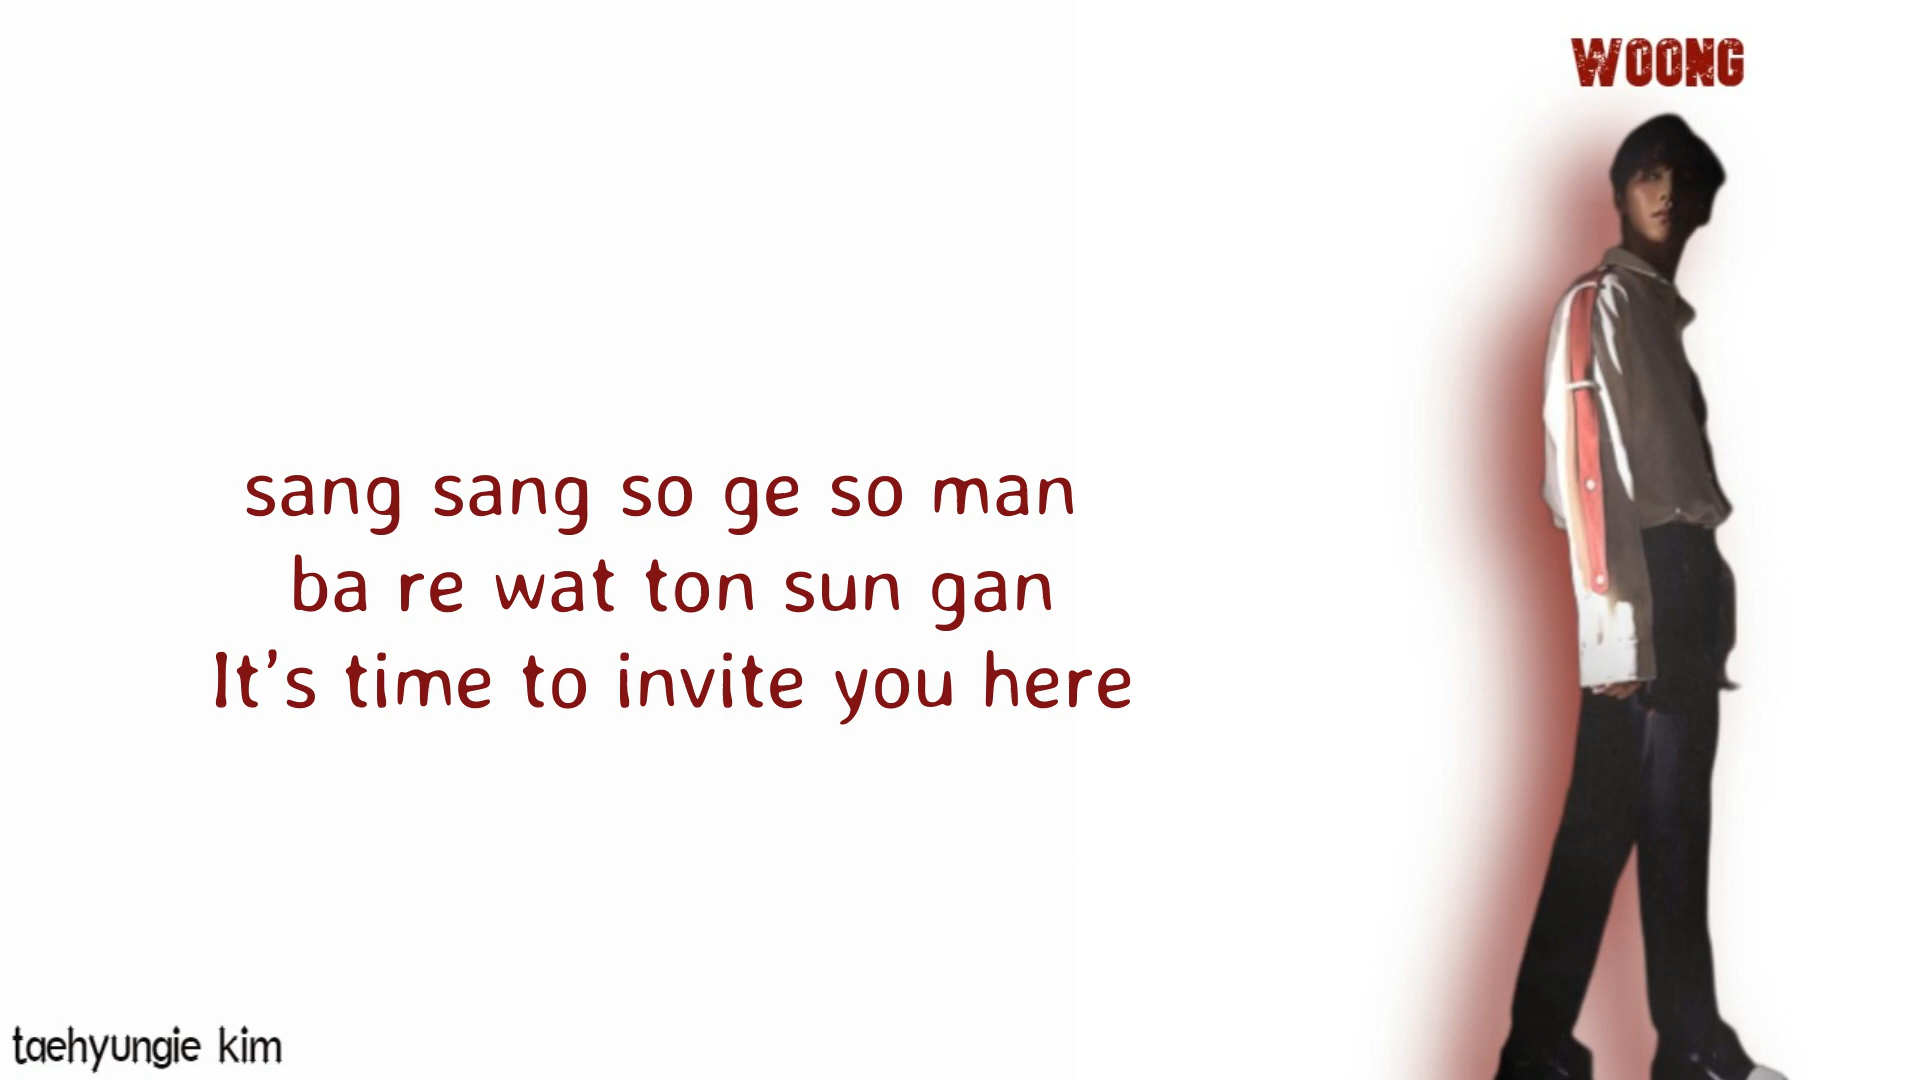 WOONG
sang sang so ge so man
ba re wat ton sun gan
It's time to invite you here
taehyungie kim